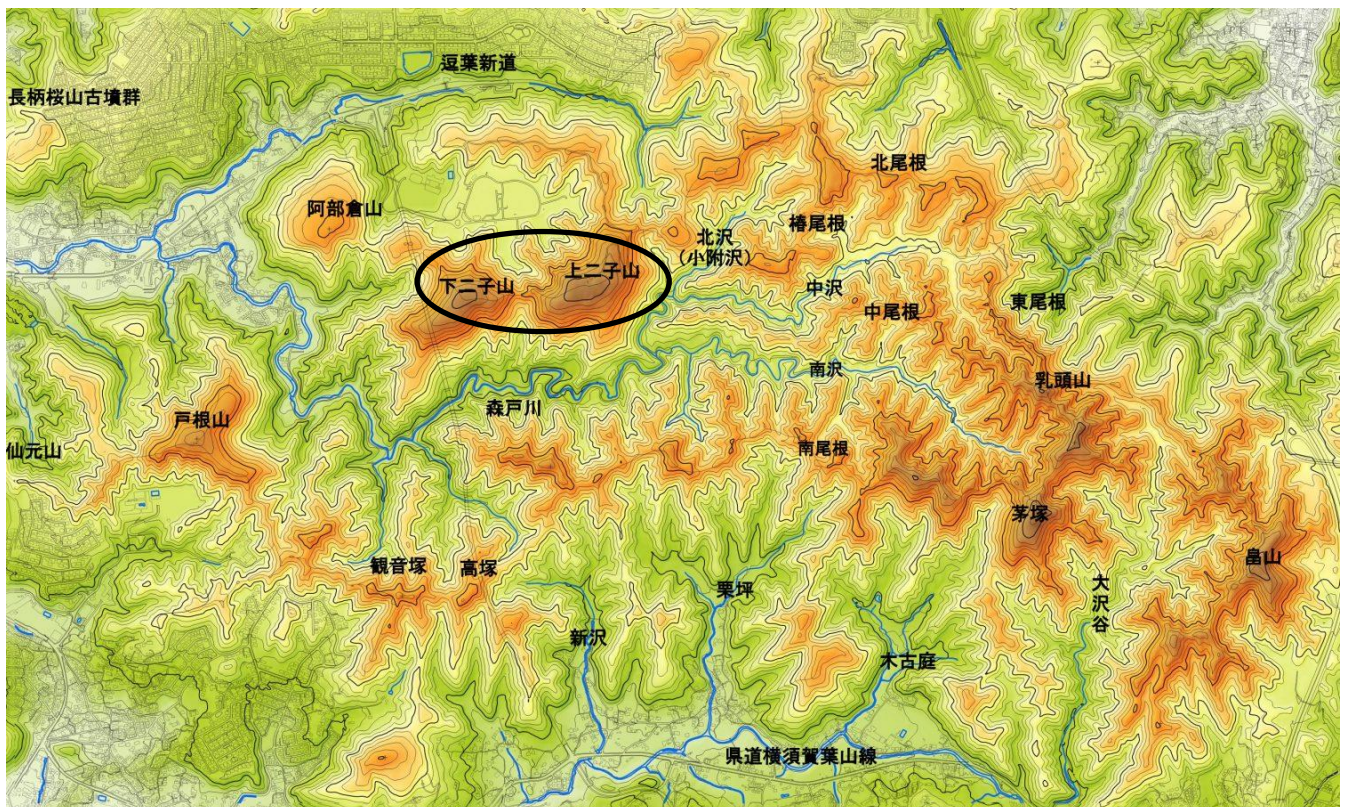 逗葉新道
長柄桜山古墳群
北尾根
阿部倉山
椿尾根
北沢
(小附沢)
上二子山
下二子山
中沢
中尾根
東尾根
南沢
乳頭山
森戸川
戸根山
南尾根
仙元山
茅塚
畠山
観音塚
高塚
栗坪
大沢谷
新沢
木古庭
県道横須賀葉山線